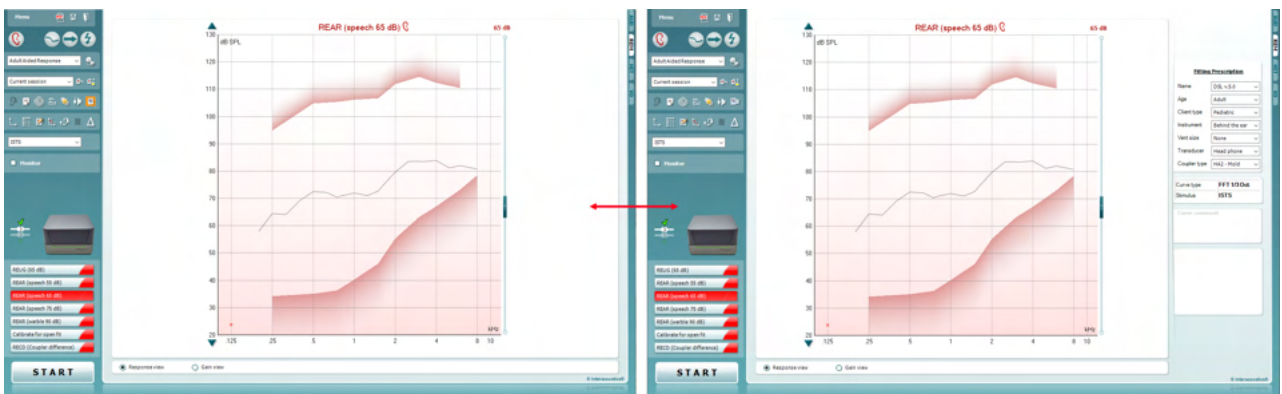 Menu
REAR (speech 65 dB)
65 dB
Adult Aided Response
Current session
ISTS
Monitor
130
dB SPL
120
110
100
90
80
70
60
50
40
30
20
.125
.25
.5
1
2
4
8
10
kHz
REUG (65 dB)
REAR (speech 55 dB)
REAR (speech 65 dB)
REAR (speech 75 dB)
REAR (warble 90 dB)
Calibrate for open fit
RECD (Coupler difference)
START
Response view
Gain view
Menu
REAR (speech 65 dB)
65 dB
Adult Aided Response
Current session
ISTS
Monitor
130
dB SPL
120
110
100
90
80
70
60
50
40
30
20
.125
.25
.5
1
2
4
8
10
kHz
REUG (65 dB)
REAR (speech 55 dB)
REAR (speech 65 dB)
REAR (speech 75 dB)
REAR (warble 90 dB)
Calibrate for open fit
RECD (Coupler difference)
START
Response view
Gain view
Fitting Prescription
Name DSL v.5.0
Age Adult
Client type Pediatric
Instrument Behind the ear
Vent size None
Transducer Head phone
Coupler type HA2 - Mold
Curve type FFT 1/3 Oct
Stimulus ISTS